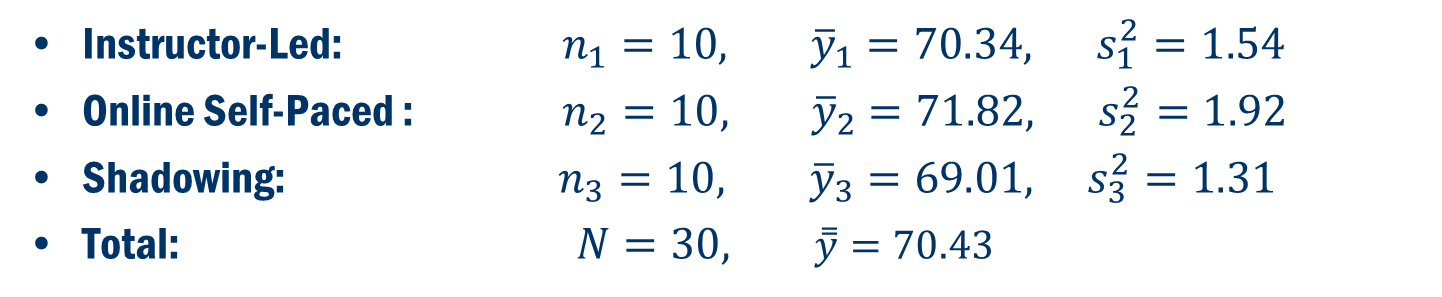 • Instructor-Led: n₁ = 10, ȳ₁ = 70.34, s₁² = 1.54
• Online Self-Paced : n₂ = 10, ȳ₂ = 71.82, s₂² = 1.92
• Shadowing: n₃ = 10, ȳ₃ = 69.01, s₃² = 1.31
• Total: N = 30, y̿ = 70.43